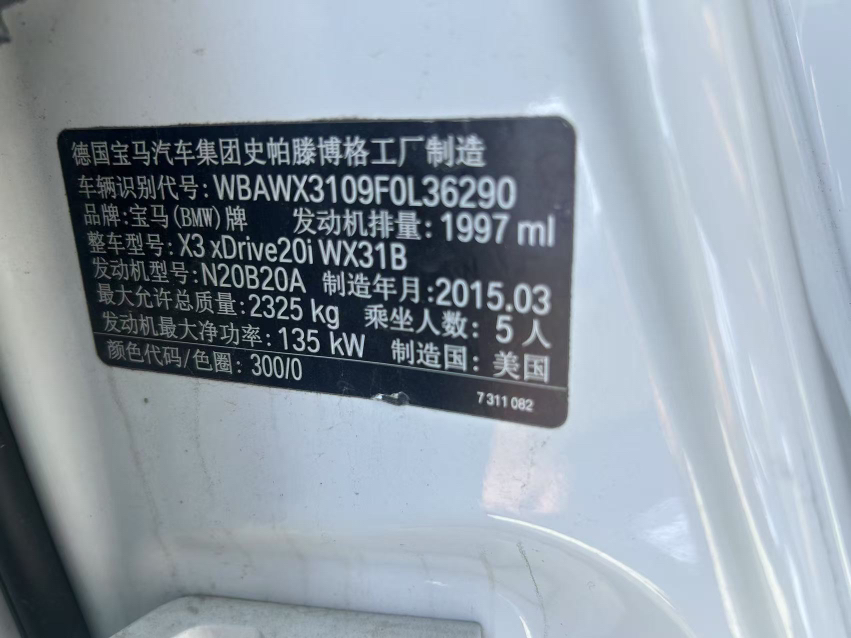 德国宝马汽车集团史帕滕博格工厂制造
车辆识别代号: WBAWX3109F0L36290
品牌: 宝马(BMW)牌 发动机排量: 1997 ml
整车型号: X3 xDrive20i WX31B
发动机型号: N20B20A 制造年月: 2015.03
最大允许总质量: 2325 kg 乘坐人数: 5 人
发动机最大净功率: 135 kW 制造国: 美国
颜色代码/色圈: 300/0
7 311 082